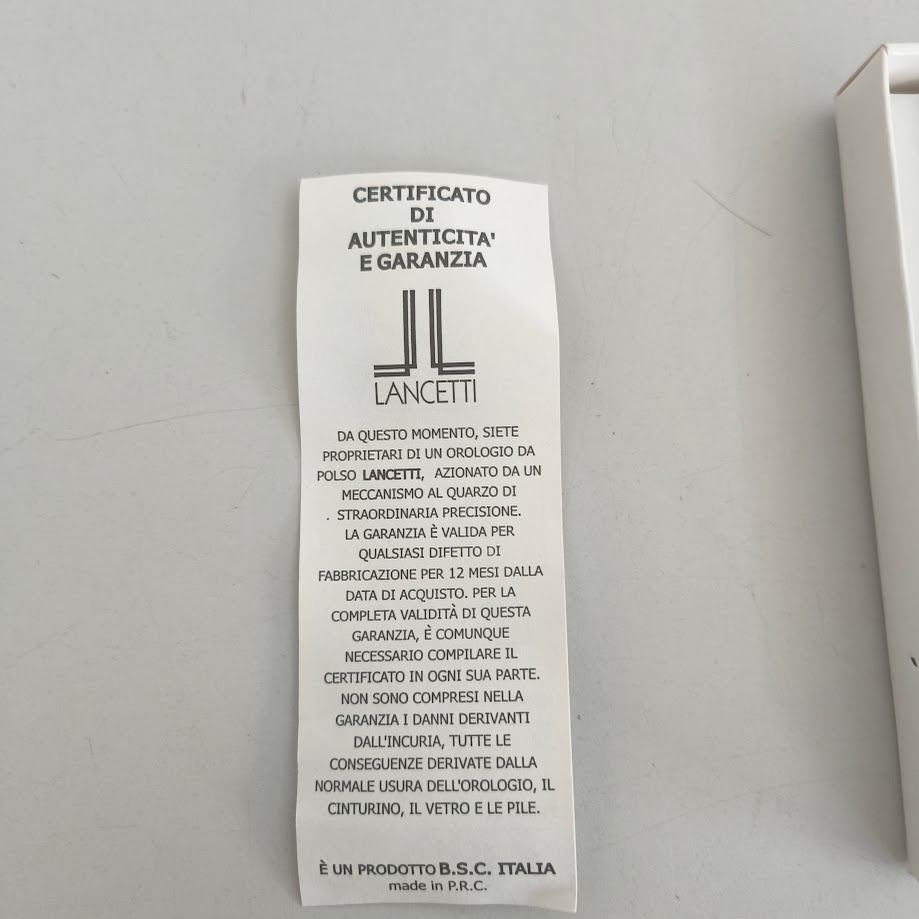 CERTIFICATO
DI
AUTENTICITA'
E GARANZIA
LANCETTI
DA QUESTO MOMENTO, SIETE
PROPRIETARI DI UN OROLOGIO DA
POLSO LANCETTI, AZIONATO DA UN
MECCANISMO AL QUARZO DI
. STRAORDINARIA PRECISIONE.
LA GARANZIA È VALIDA PER
QUALSIASI DIFETTO DI
FABBRICAZIONE PER 12 MESI DALLA
DATA DI ACQUISTO. PER LA
COMPLETA VALIDITÀ DI QUESTA
GARANZIA, È COMUNQUE
NECESSARIO COMPILARE IL
CERTIFICATO IN OGNI SUA PARTE.
NON SONO COMPRESI NELLA
GARANZIA I DANNI DERIVANTI
DALL'INCURIA, TUTTE LE
CONSEGUENZE DERIVATE DALLA
NORMALE USURA DELL'OROLOGIO, IL
CINTURINO, IL VETRO E LE PILE.
È UN PRODOTTO B.S.C. ITALIA
made in P.R.C.